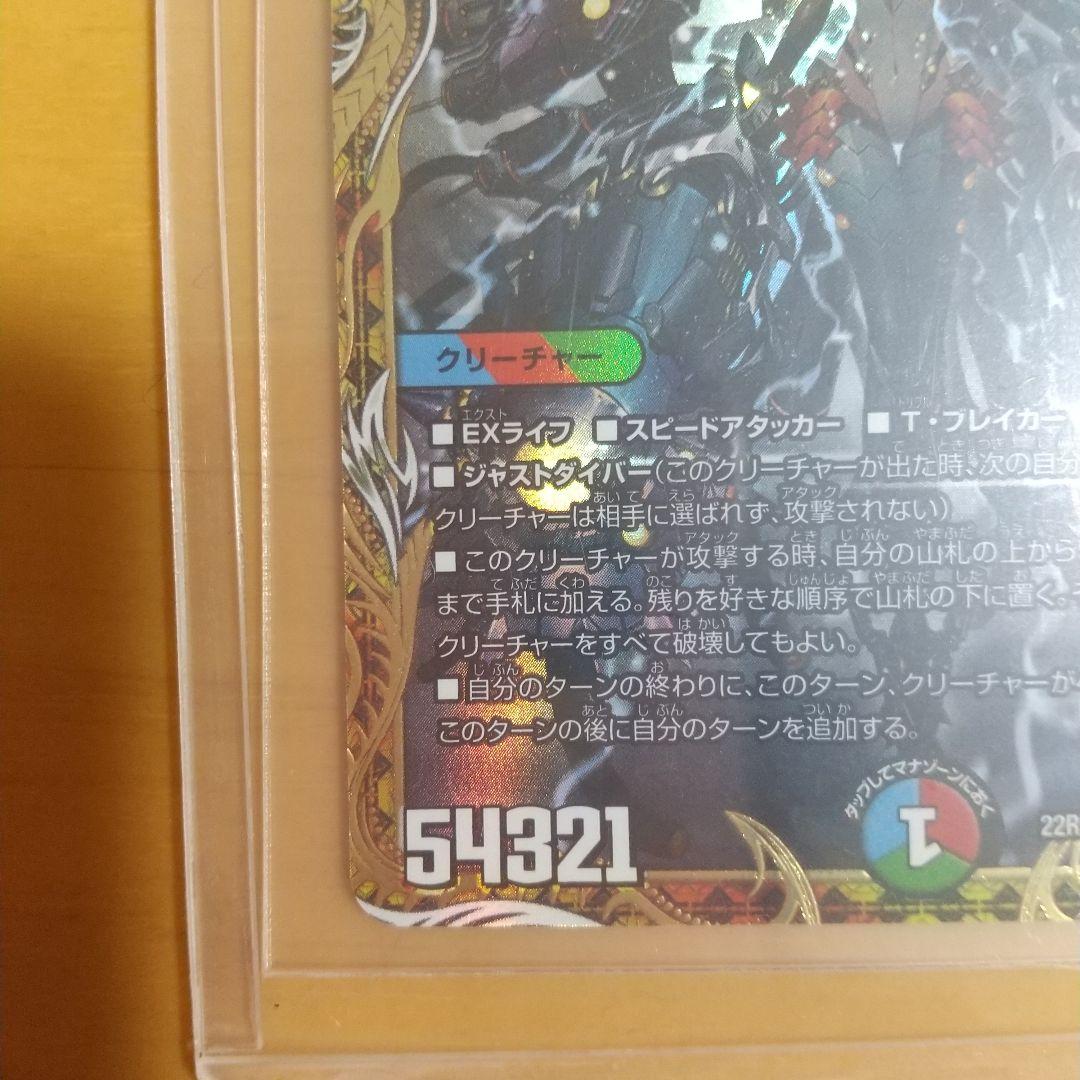 クリーチャー
■EXライフ ■スピードアタッカー ■T・ブレイカー
■ジャストダイバー(このクリーチャーが出た時、次の自分
クリーチャーは相手に選ばれず、攻撃されない)
■このクリーチャーが攻撃する時、自分の山札の上から
まで手札に加える。残りを好きな順序で山札の下に置く。そ
クリーチャーをすべて破壊してもよい。
■自分のターンの終わりに、このターン、クリーチャーが
このターンの後に自分のターンを追加する。
タップしてマナゾーンにおく
1
54321
22R